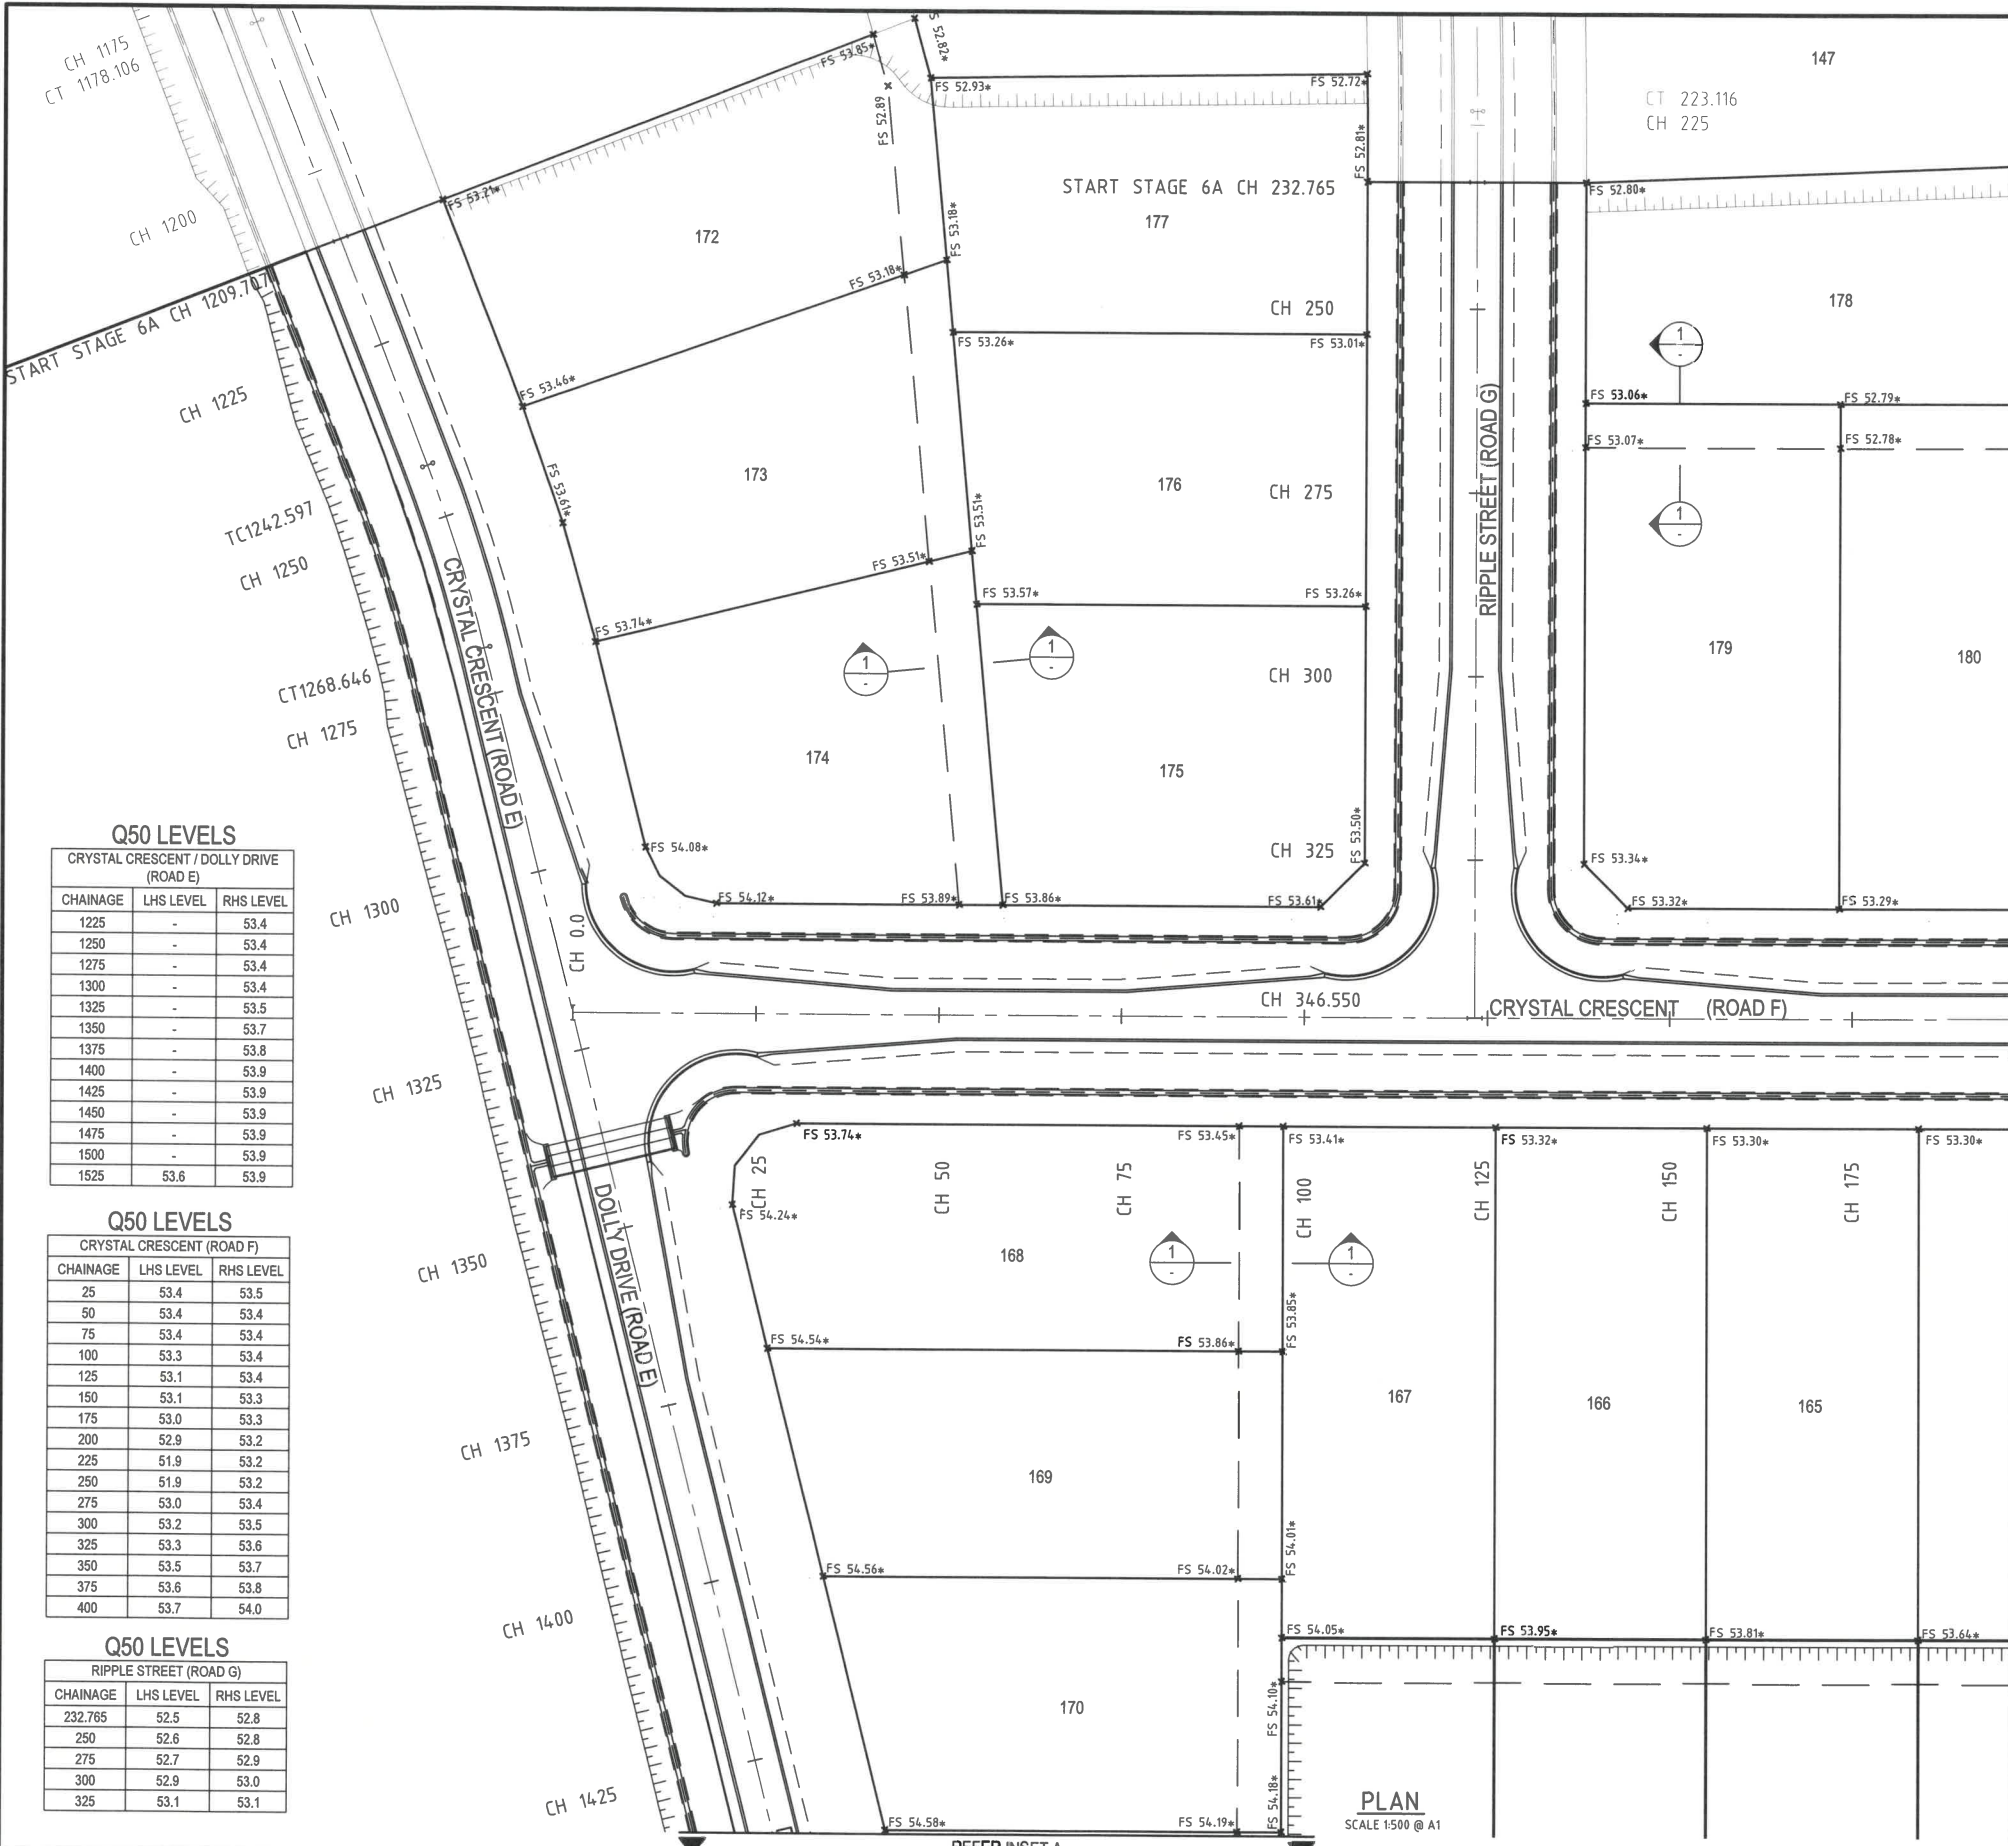 CH 1175
CT 1178.106
CH 1200
START STAGE 6A CH 1209.707
CH 1225
TC1242.597
CH 1250
CT1268.646
CH 1275
CH 1300
CH 1325
CH 1350
CH 1375
CH 1400
CH 1425
CRYSTAL CRESCENT (ROAD E)
DOLLY DRIVE (ROAD E)
CH 0.0
FS 53.85*
S 52.82*
FS 52.93*
FS 52.72*
FS 52.89
FS 52.81*
147
CT 223.116
CH 225
START STAGE 6A CH 232.765
FS 52.80*
FS 53.21*
172
177
FS 53.18*
FS 53.18*
CH 250
178
FS 53.26*
FS 53.01*
1
-
FS 53.46*
FS 53.06*
FS 52.79*
FS 53.07*
FS 52.78*
RIPPLE STREET (ROAD G)
FS 53.61*
173
176
CH 275
1
-
FS 53.51*
FS 53.51*
FS 53.57*
FS 53.26*
FS 53.74*
1
-
1
-
CH 300
179
180
174
175
FS 54.08*
CH 325
FS 53.50*
FS 53.34*
FS 54.12*
FS 53.89*
FS 53.86*
FS 53.61*
FS 53.32*
FS 53.29*
CH 346.550
CRYSTAL CRESCENT (ROAD F)
FS 53.74*
FS 53.45*
FS 53.41*
FS 53.32*
FS 53.30*
FS 53.30*
CH 25
CH 50
CH 75
CH 100
CH 125
CH 150
CH 175
FS 54.24*
168
1
-
1
-
FS 54.54*
FS 53.86*
FS 53.85*
167
166
165
169
FS 54.56*
FS 54.02*
FS 54.01*
FS 54.05*
FS 53.95*
FS 53.81*
FS 53.64*
170
FS 54.10*
FS 54.58*
FS 54.19*
FS 54.18*
PLAN
SCALE 1:500 @ A1
REFER INSET A
Q50 LEVELS
CRYSTAL CRESCENT / DOLLY DRIVE
(ROAD E)
CHAINAGE LHS LEVEL RHS LEVEL
1225 - 53.4
1250 - 53.4
1275 - 53.4
1300 - 53.4
1325 - 53.5
1350 - 53.7
1375 - 53.8
1400 - 53.9
1425 - 53.9
1450 - 53.9
1475 - 53.9
1500 - 53.9
1525 53.6 53.9
Q50 LEVELS
CRYSTAL CRESCENT (ROAD F)
CHAINAGE LHS LEVEL RHS LEVEL
25 53.4 53.5
50 53.4 53.4
75 53.4 53.4
100 53.3 53.4
125 53.1 53.4
150 53.1 53.3
175 53.0 53.3
200 52.9 53.2
225 51.9 53.2
250 51.9 53.2
275 53.0 53.4
300 53.2 53.5
325 53.3 53.6
350 53.5 53.7
375 53.6 53.8
400 53.7 54.0
Q50 LEVELS
RIPPLE STREET (ROAD G)
CHAINAGE LHS LEVEL RHS LEVEL
232.765 52.5 52.8
250 52.6 52.8
275 52.7 52.9
300 52.9 53.0
325 53.1 53.1